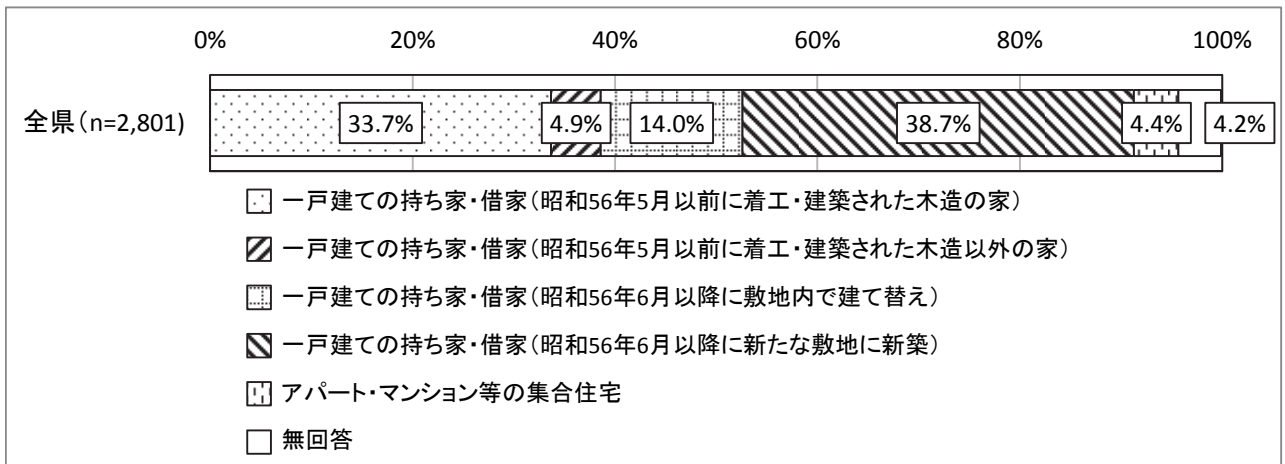 0% 20% 40% 60% 80% 100%
全県(n=2,801) 33.7% 4.9% 14.0% 38.7% 4.4% 4.2%
一戸建ての持ち家・借家(昭和56年5月以前に着工・建築された木造の家)
一戸建ての持ち家・借家(昭和56年5月以前に着工・建築された木造以外の家)
一戸建ての持ち家・借家(昭和56年6月以降に敷地内で建て替え)
一戸建ての持ち家・借家(昭和56年6月以降に新たな敷地に新築)
アパート・マンション等の集合住宅
無回答